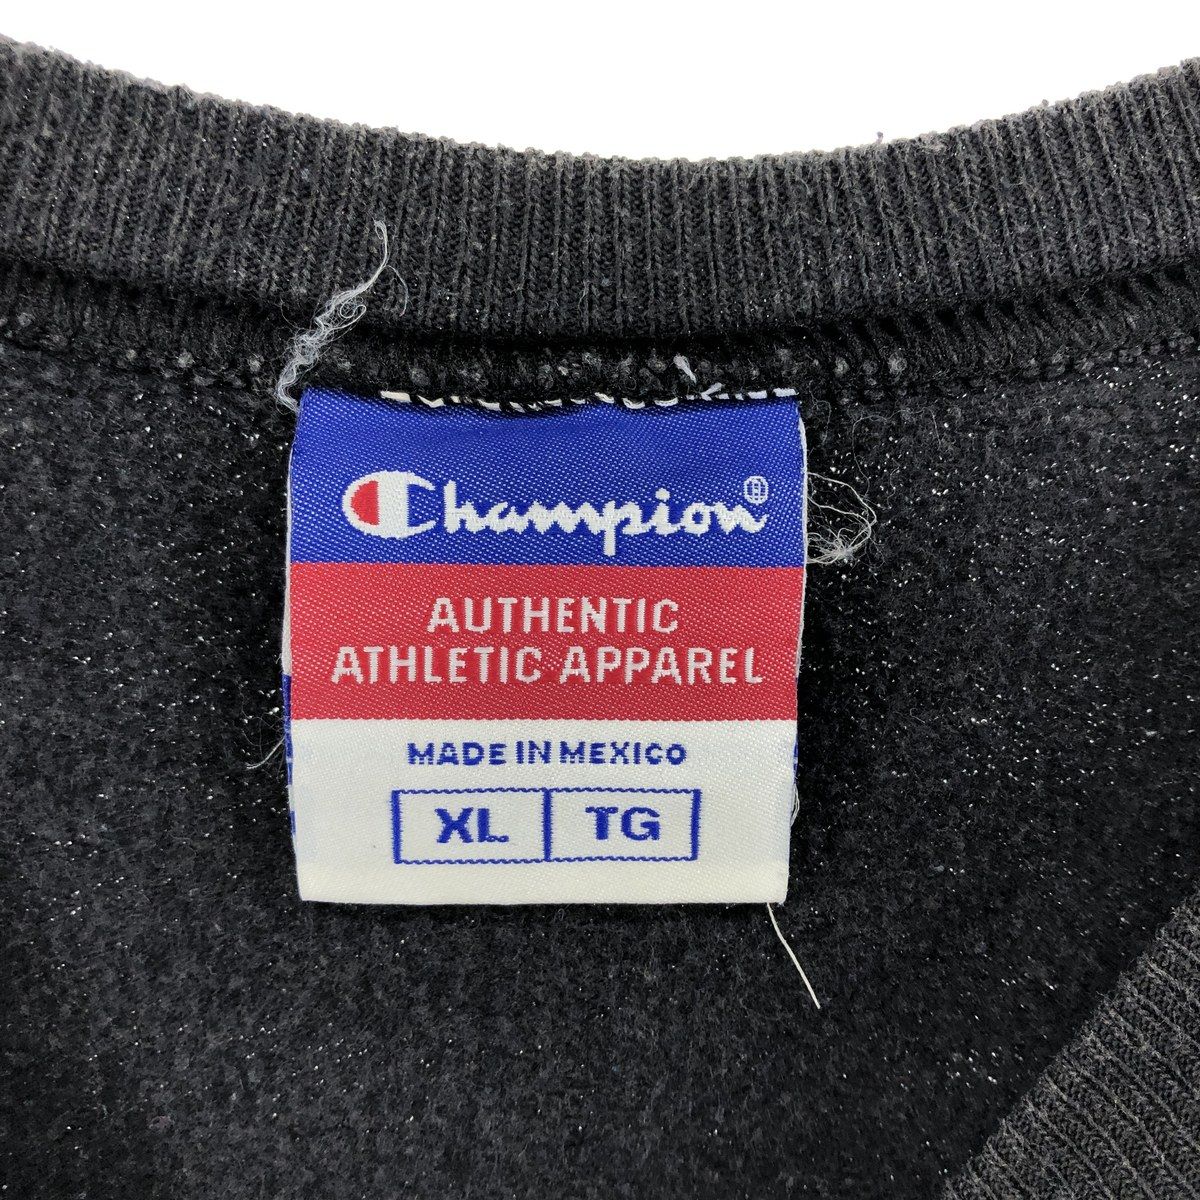 Champion®
AUTHENTIC
ATHLETIC APPAREL
MADE IN MEXICO
XL TG